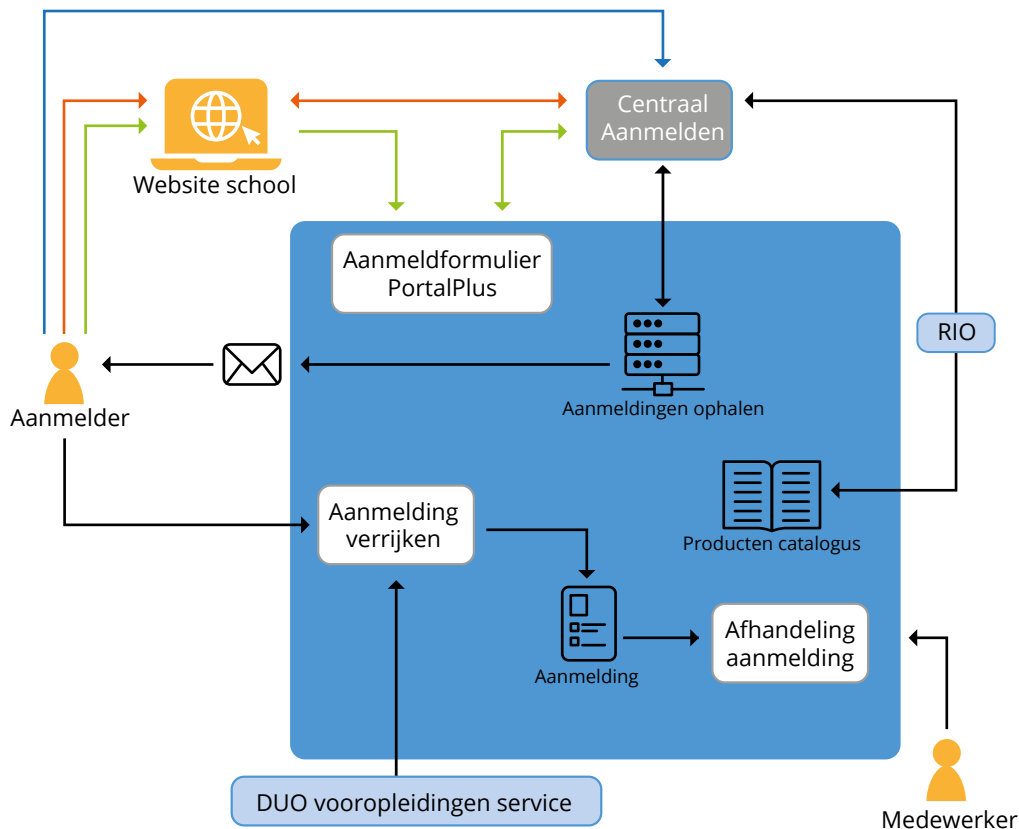 Centraal
Aanmelden
Website school
Aanmeldformulier
PortalPlus
RIO
Aanmeldingen ophalen
Aanmelder
Aanmelding
verrijken
Producten catalogus
Afhandeling
aanmelding
Aanmelding
DUO vooropleidingen service
Medewerker